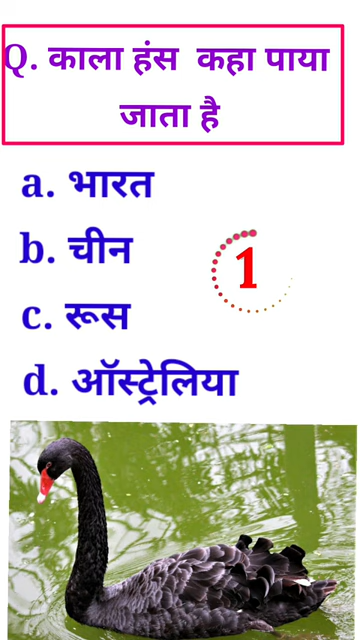 Q. काला हंस कहा पाया
जाता है
a. भारत
b. चीन
1
c. रूस
d. ऑस्ट्रेलिया